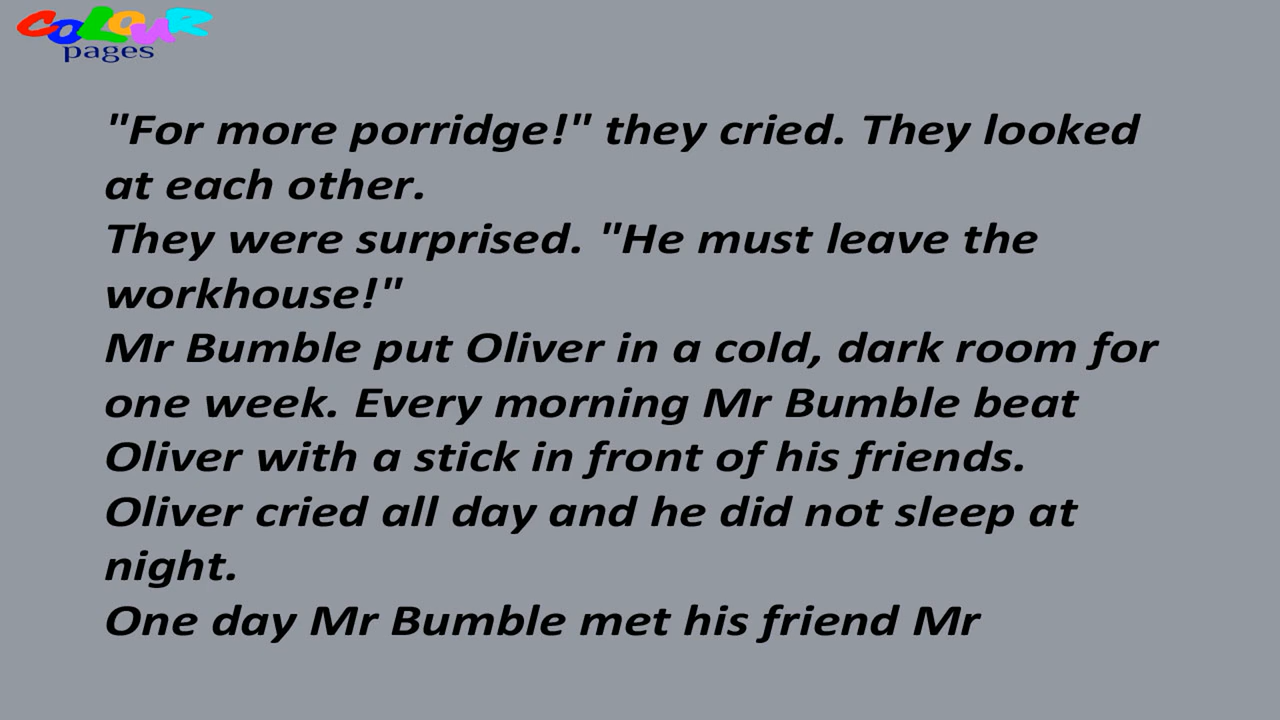 COLOUR
pages
"For more porridge!" they cried. They looked
at each other.
They were surprised. "He must leave the
workhouse!"
Mr Bumble put Oliver in a cold, dark room for
one week. Every morning Mr Bumble beat
Oliver with a stick in front of his friends.
Oliver cried all day and he did not sleep at
night.
One day Mr Bumble met his friend Mr